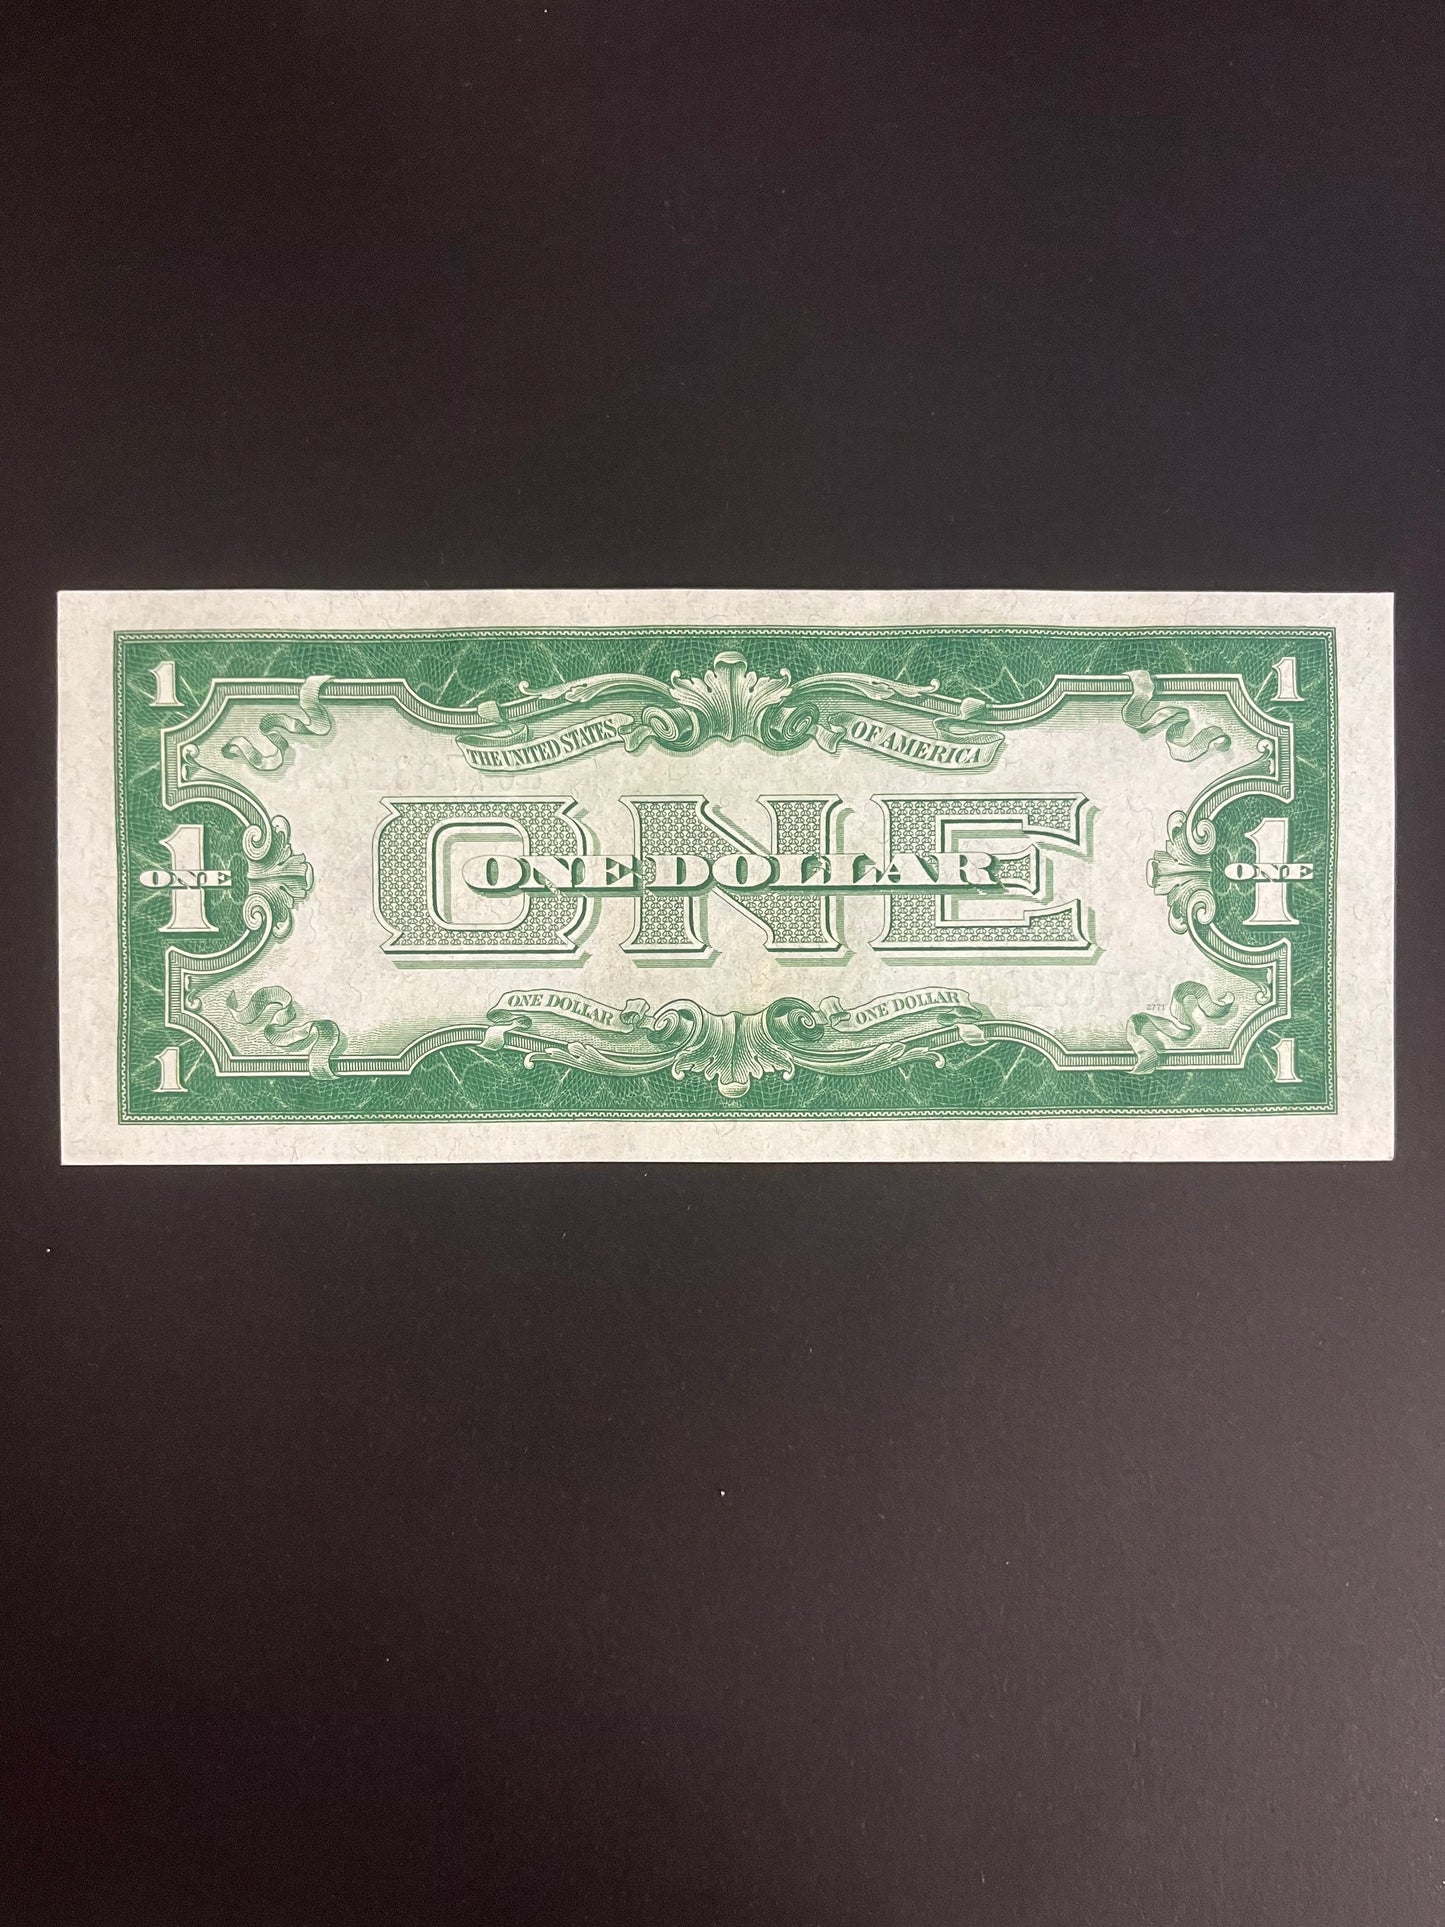 1 1
THE UNITED STATES OF AMERICA
ONE
1 ONE ONE DOLLAR 1 ONE
ONE DOLLAR ONE DOLLAR
3771
1 1